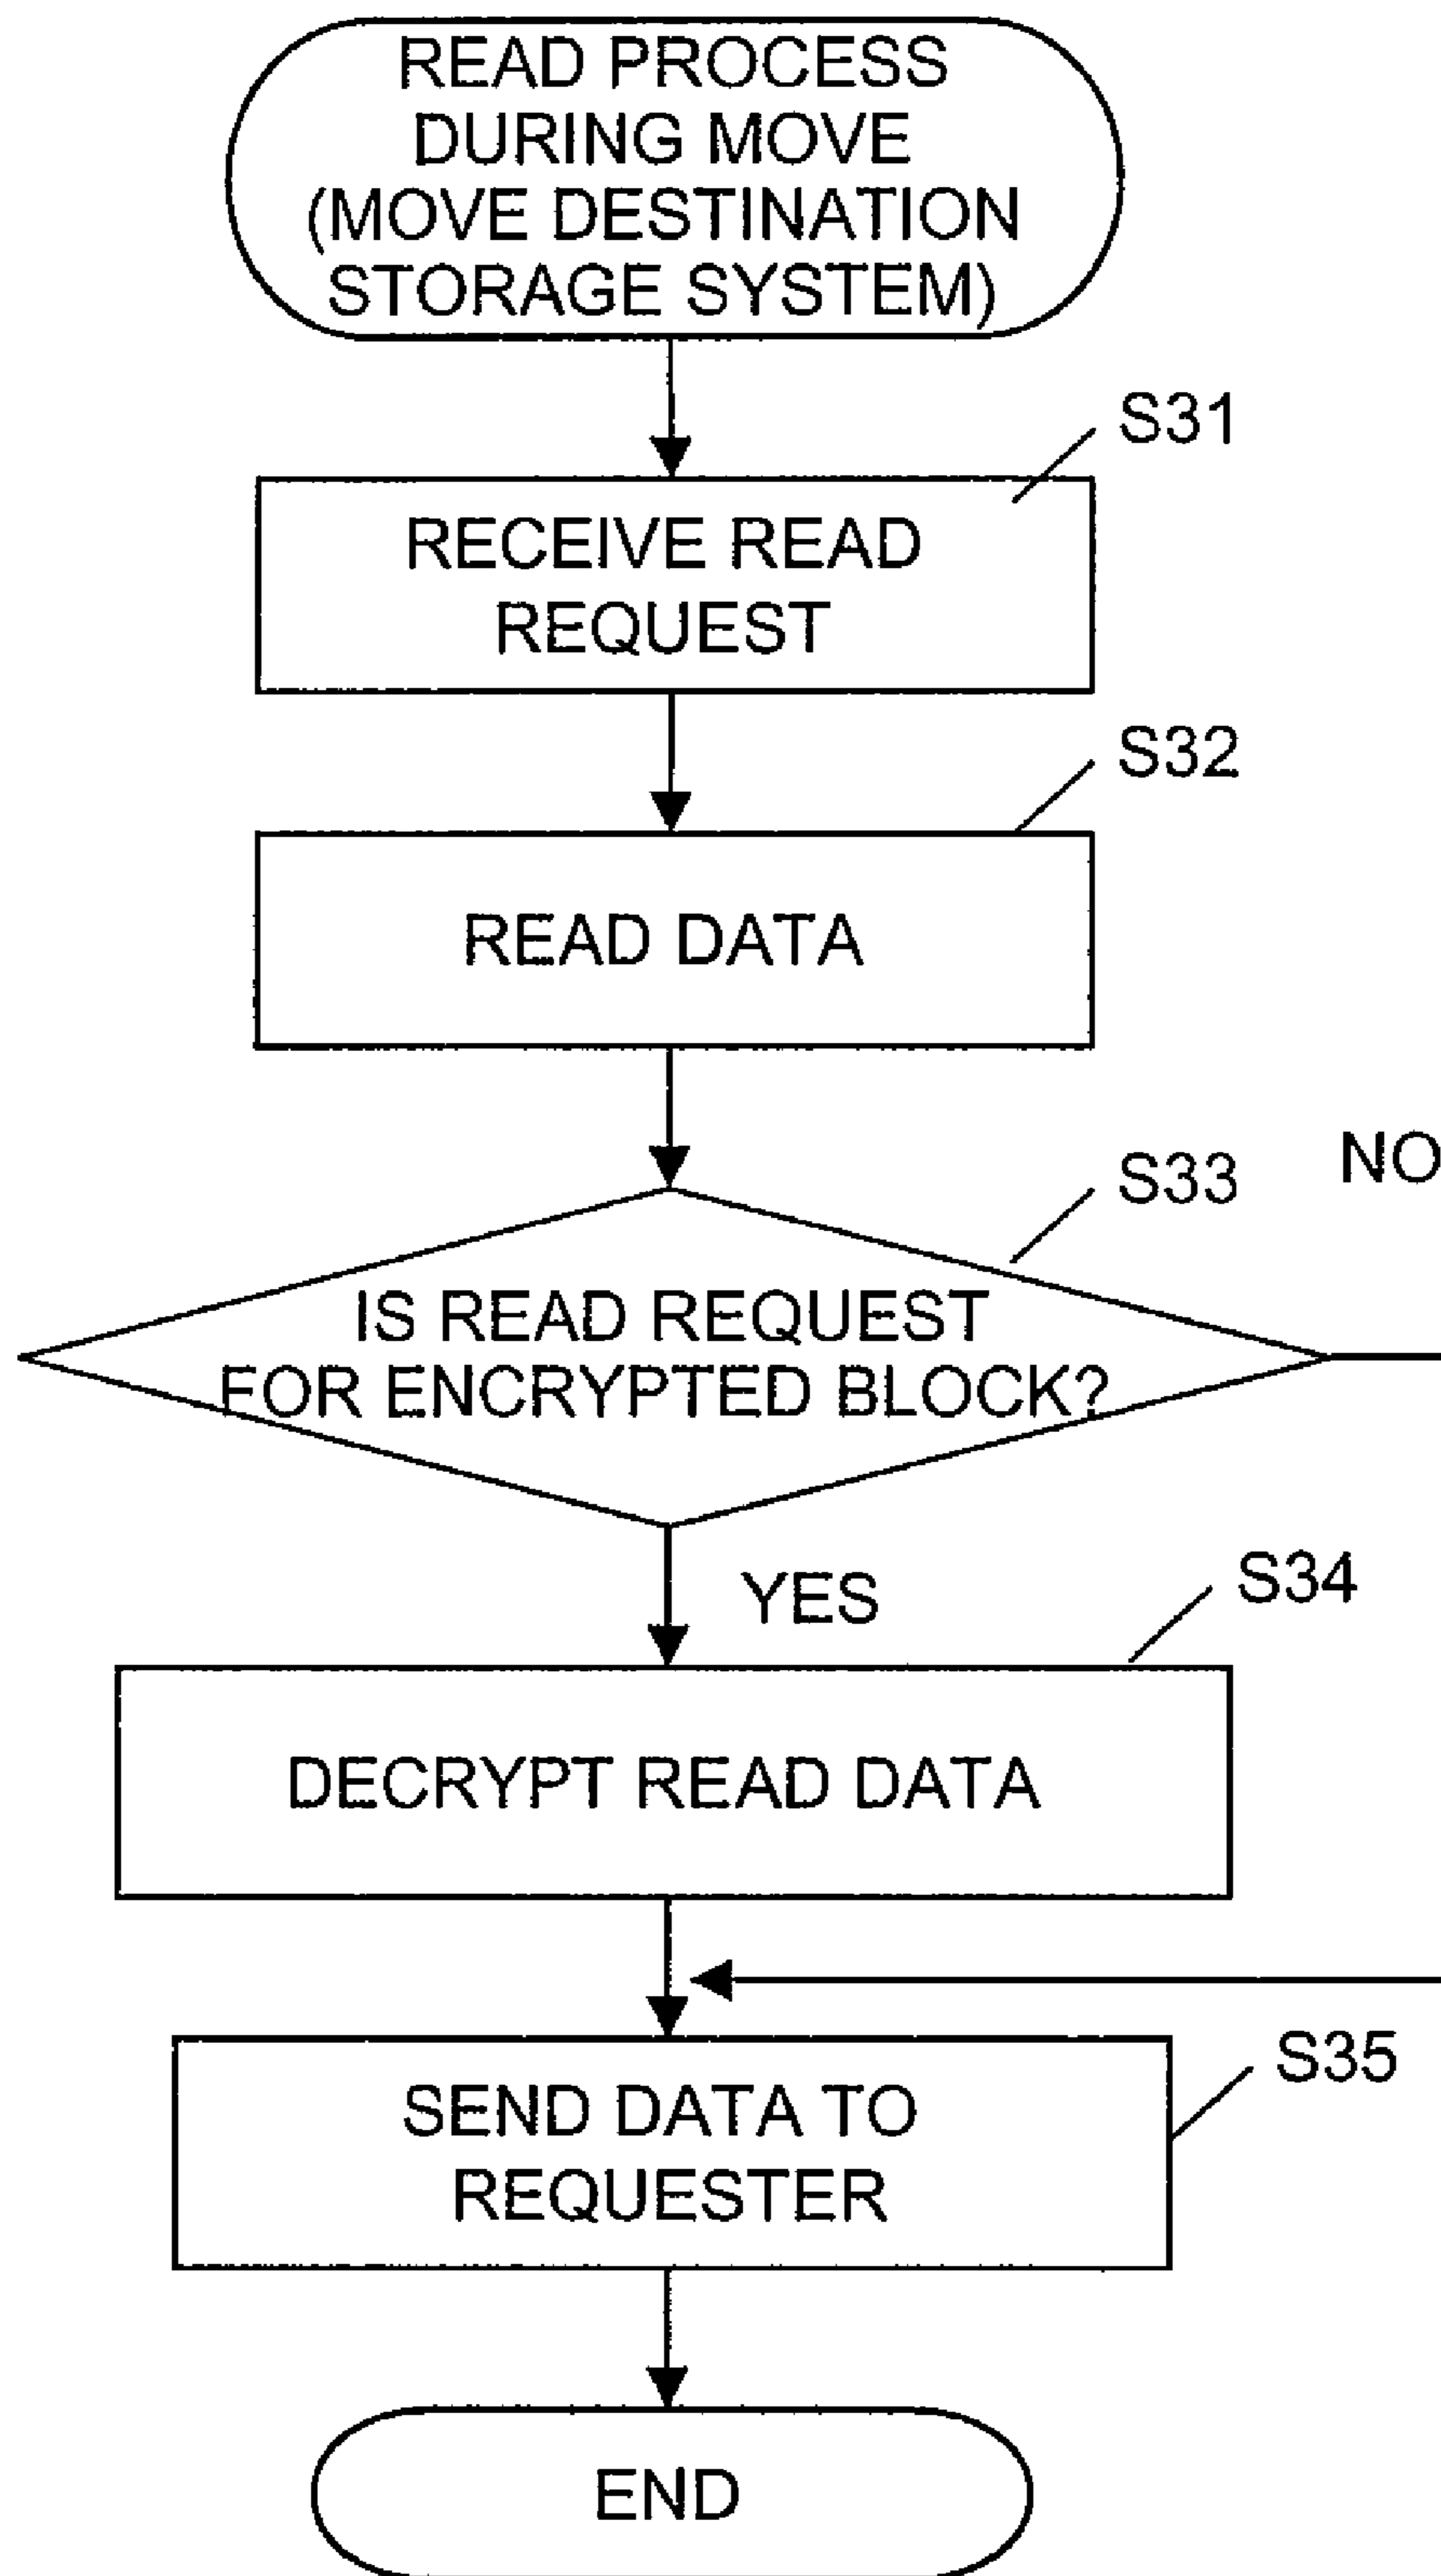 READ PROCESS
DURING MOVE
(MOVE DESTINATION
STORAGE SYSTEM)
S31
RECEIVE READ
REQUEST
S32
READ DATA
S33
NO
IS READ REQUEST
FOR ENCRYPTED BLOCK?
YES
S34
DECRYPT READ DATA
S35
SEND DATA TO
REQUESTER
END